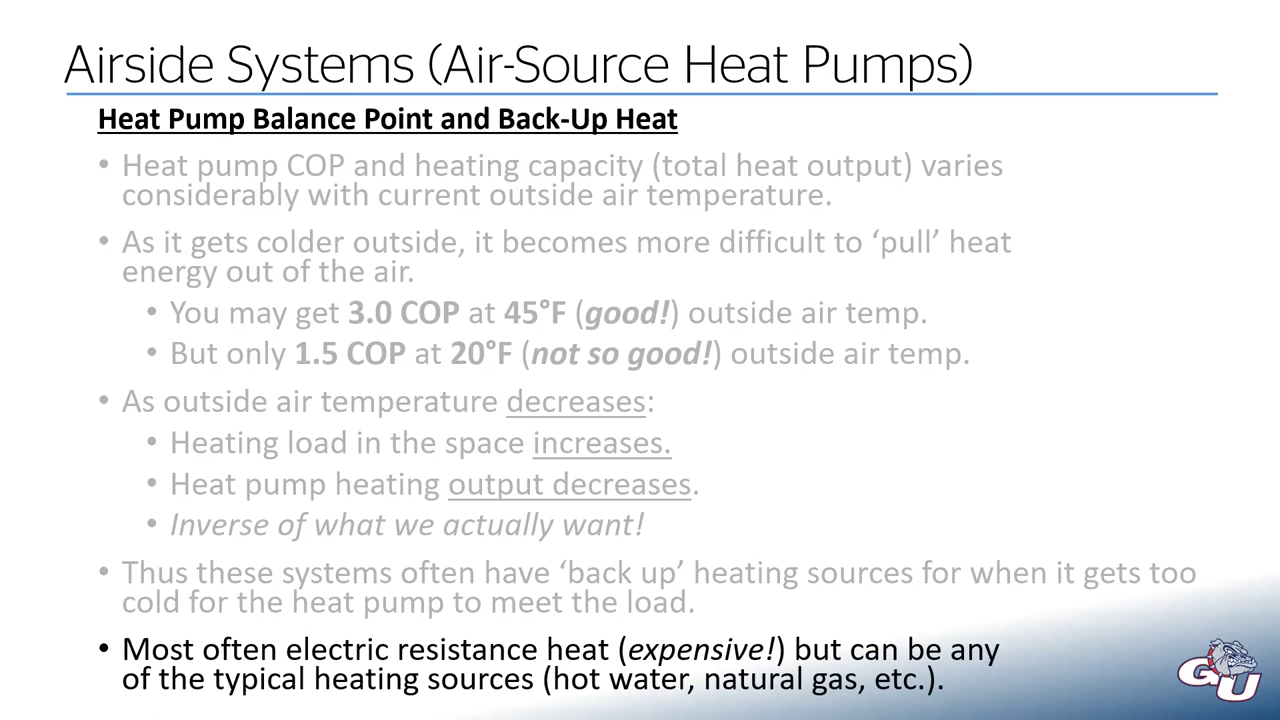 Airside Systems (Air-Source Heat Pumps)
Heat Pump Balance Point and Back-Up Heat
• Heat pump COP and heating capacity (total heat output) varies
considerably with current outside air temperature.
• As it gets colder outside, it becomes more difficult to ‘pull’ heat
energy out of the air.
• You may get 3.0 COP at 45°F (good!) outside air temp.
• But only 1.5 COP at 20°F (not so good!) outside air temp.
• As outside air temperature decreases:
• Heating load in the space increases.
• Heat pump heating output decreases.
• Inverse of what we actually want!
• Thus these systems often have ‘back up’ heating sources for when it gets too
cold for the heat pump to meet the load.
• Most often electric resistance heat (expensive!) but can be any
of the typical heating sources (hot water, natural gas, etc.).
GU